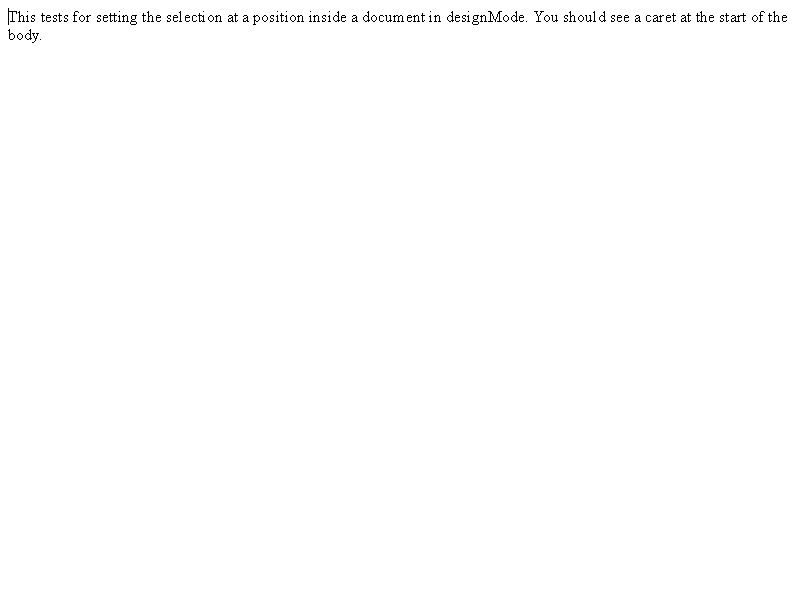 This tests for setting the selection at a position inside a document in designMode. You should see a caret at the start of the
body.